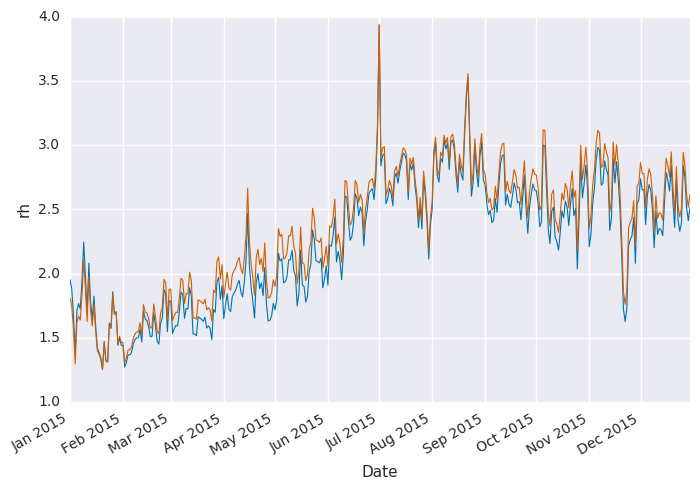 4.0
3.5
3.0
2.5
2.0
1.5
1.0
rh
Jan 2015
Feb 2015
Mar 2015
Apr 2015
May 2015
Jun 2015
Jul 2015
Aug 2015
Sep 2015
Oct 2015
Nov 2015
Dec 2015
Date